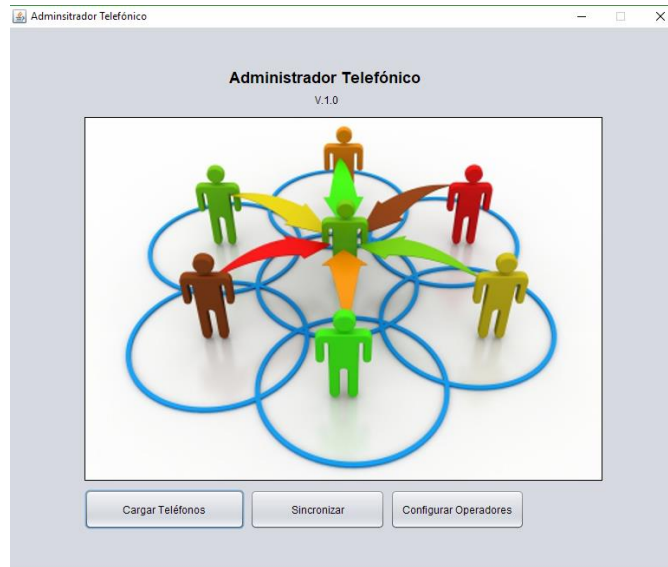 Adminsitrador Telefónico
Administrador Telefónico
V.1.0
Cargar Teléfonos
Sincronizar
Configurar Operadores